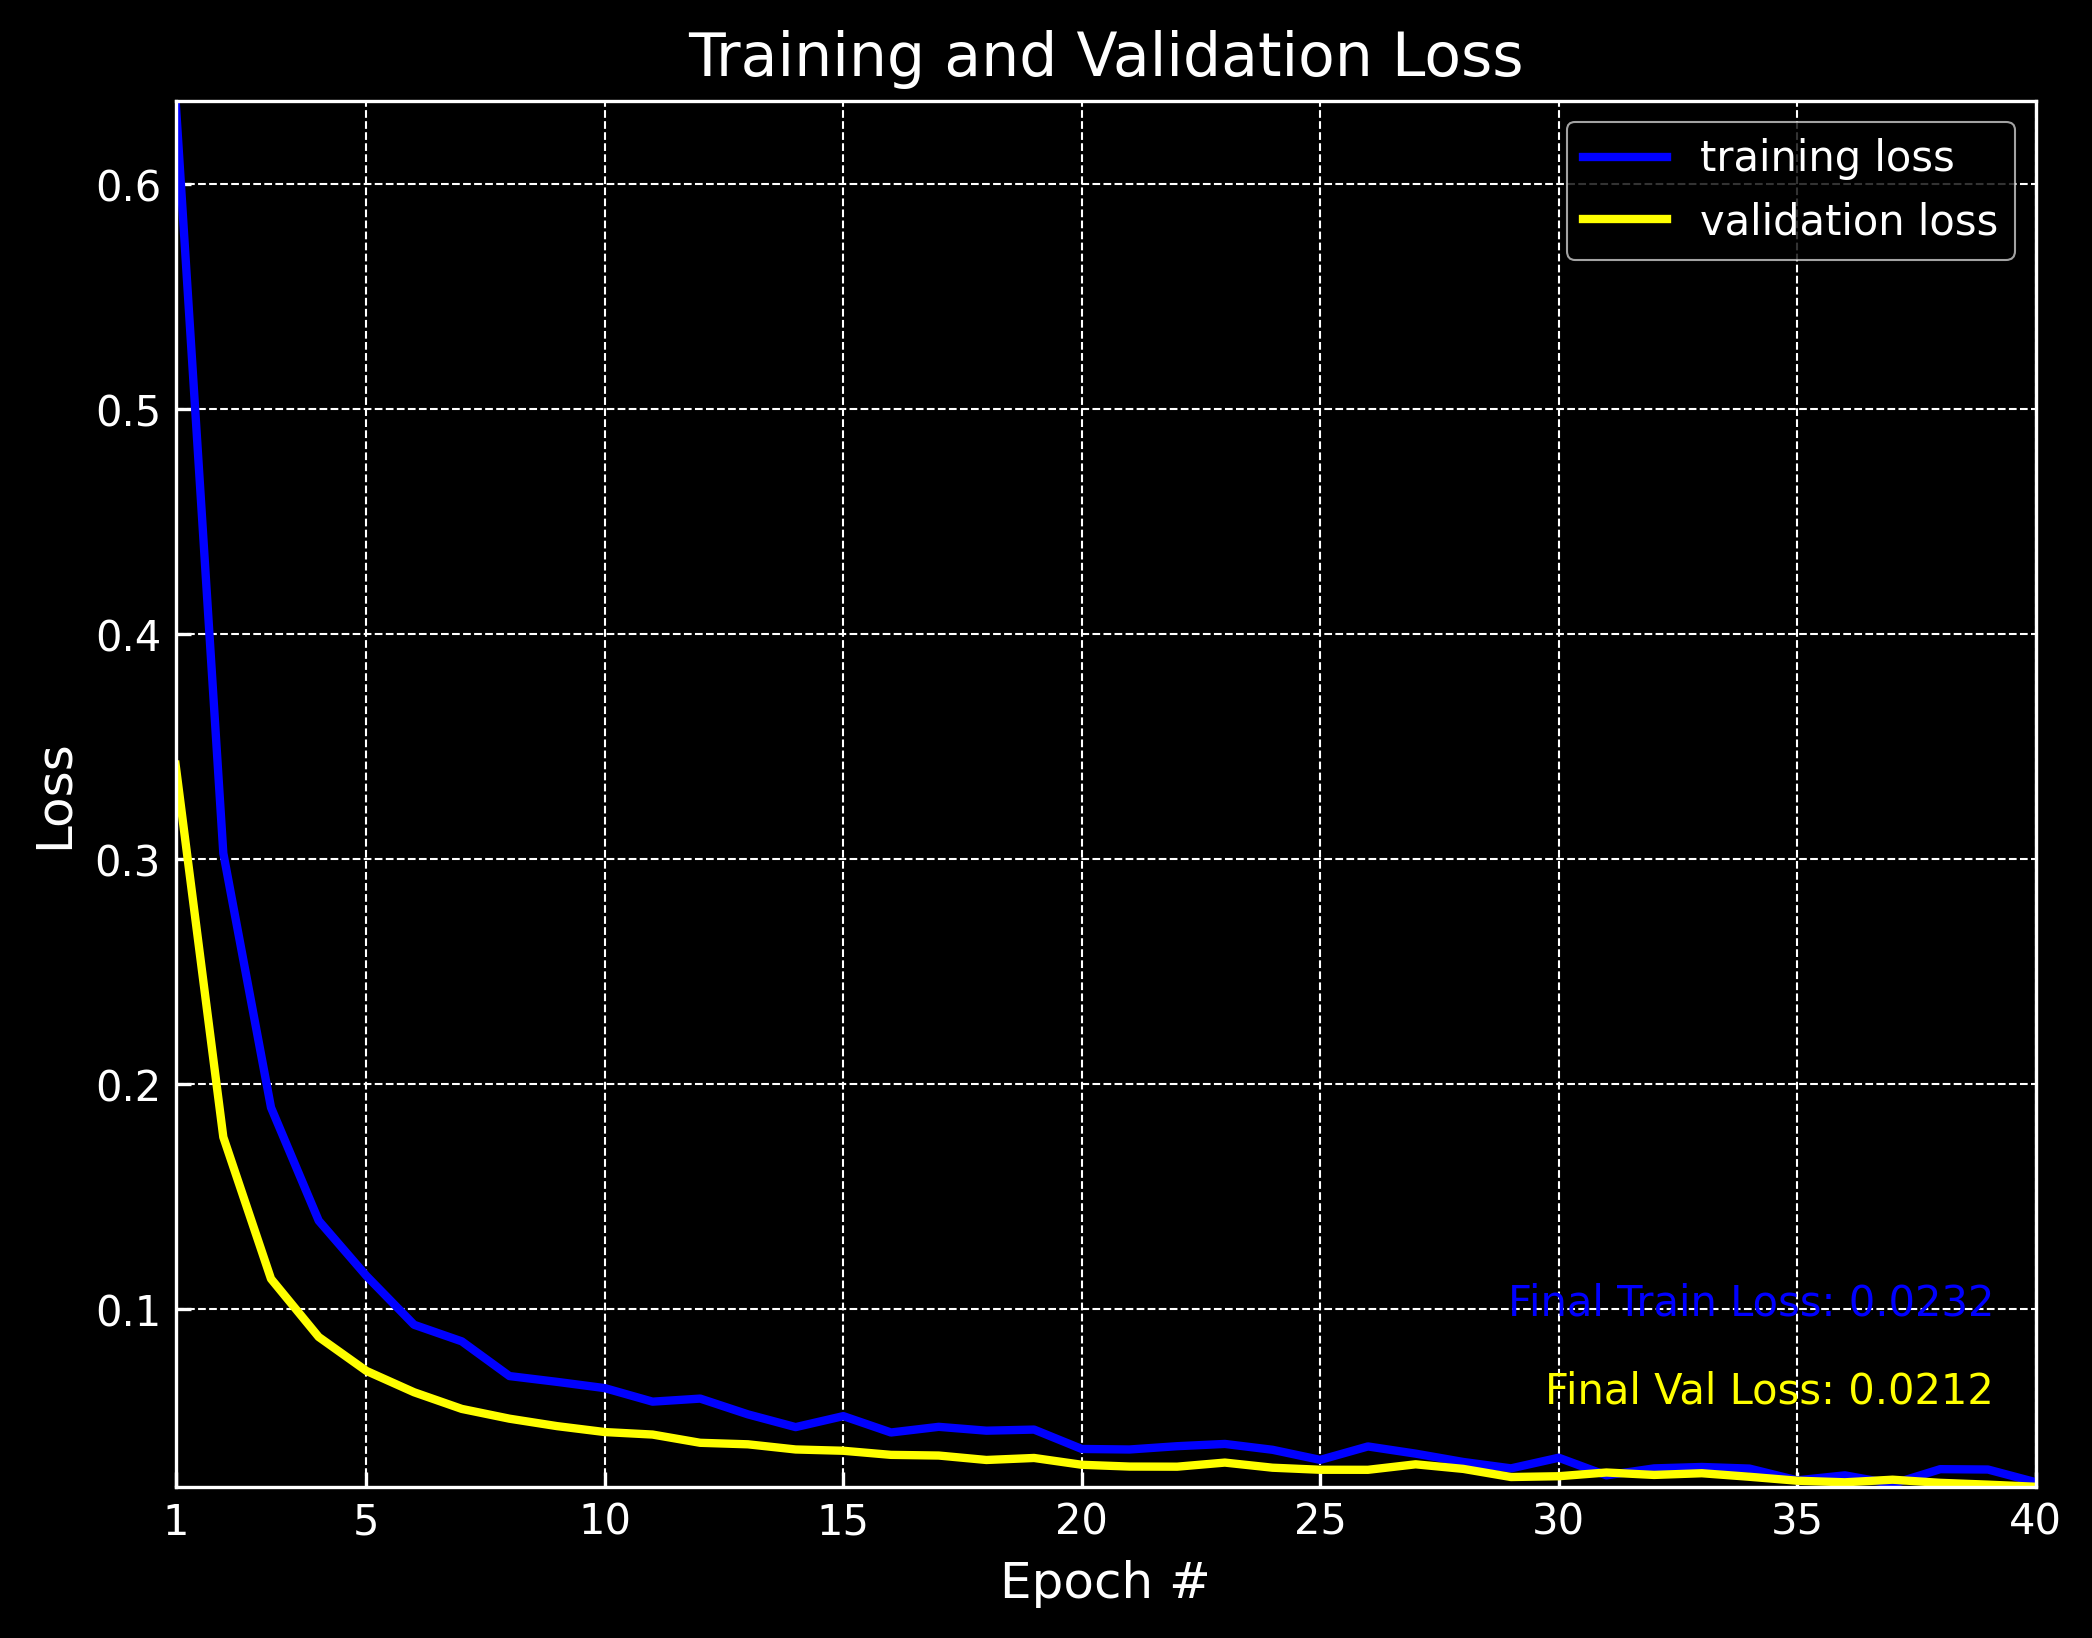 Training and Validation Loss
training loss
validation loss
0.6
0.5
0.4
0.3
0.2
0.1
Loss
Final Train Loss: 0.0232
Final Val Loss: 0.0212
1 5 10 15 20 25 30 35 40
Epoch #